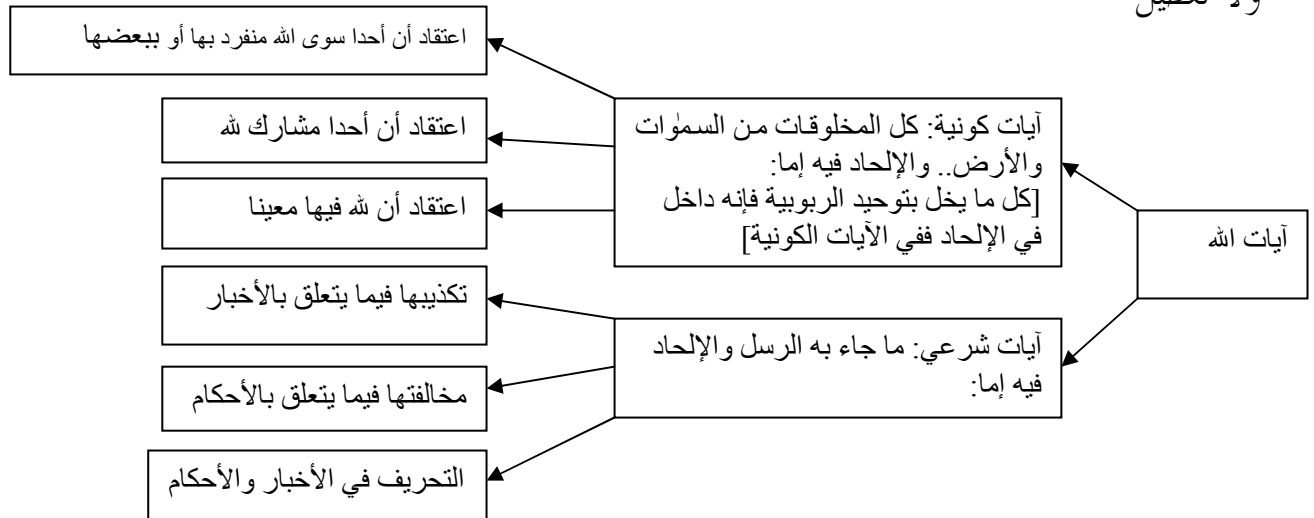 ولا تعطيل
آيات الله
آيات كونية: كل المخلوقات من السمٰوات
والأرض.. والإلحاد فيه إما:
[كل ما يخل بتوحيد الربوبية فإنه داخل
في الإلحاد ففي الآيات الكونية]
اعتقاد أن أحدا سوى الله منفرد بها أو ببعضها
اعتقاد أن أحدا مشارك لله
اعتقاد أن لله فيها معينا
آيات شرعي: ما جاء به الرسل والإلحاد
فيه إما:
تكذيبها فيما يتعلق بالأخبار
مخالفتها فيما يتعلق بالأحكام
التحريف في الأخبار والأحكام